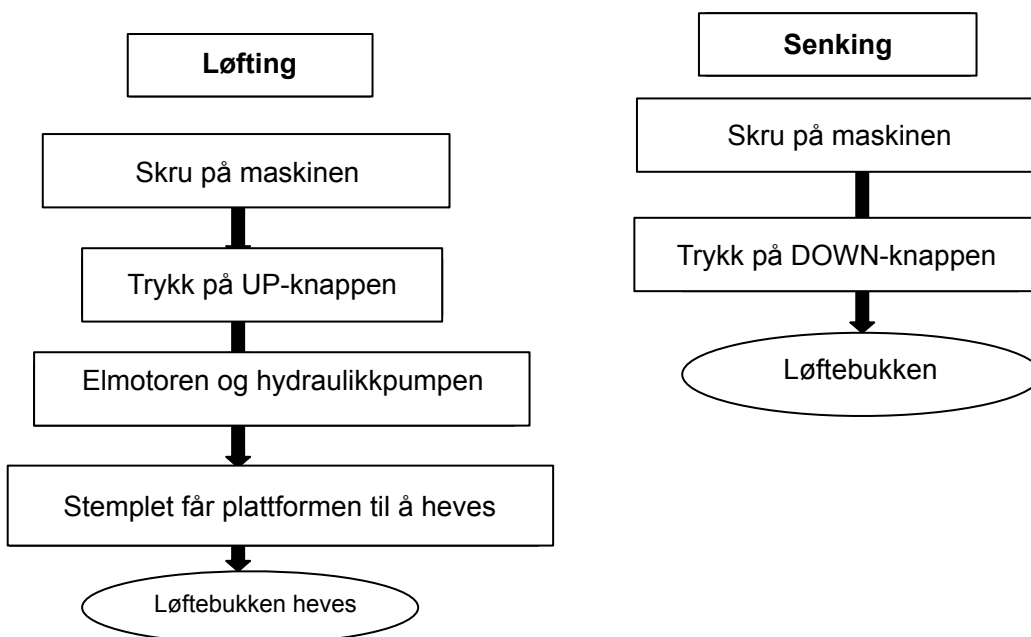 Løfting
Skru på maskinen
Trykk på UP-knappen
Elmotoren og hydraulikkpumpen
Stemplet får plattformen til å heves
Løftebukken heves
Senking
Skru på maskinen
Trykk på DOWN-knappen
Løftebukken